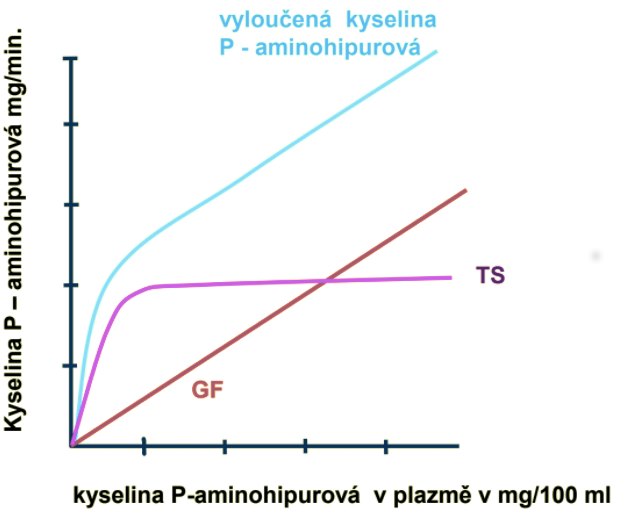 vyloučená kyselina
P - aminohipurová
Kyselina P – aminohipurová mg/min.
TS
GF
kyselina P-aminohipurová v plazmě v mg/100 ml